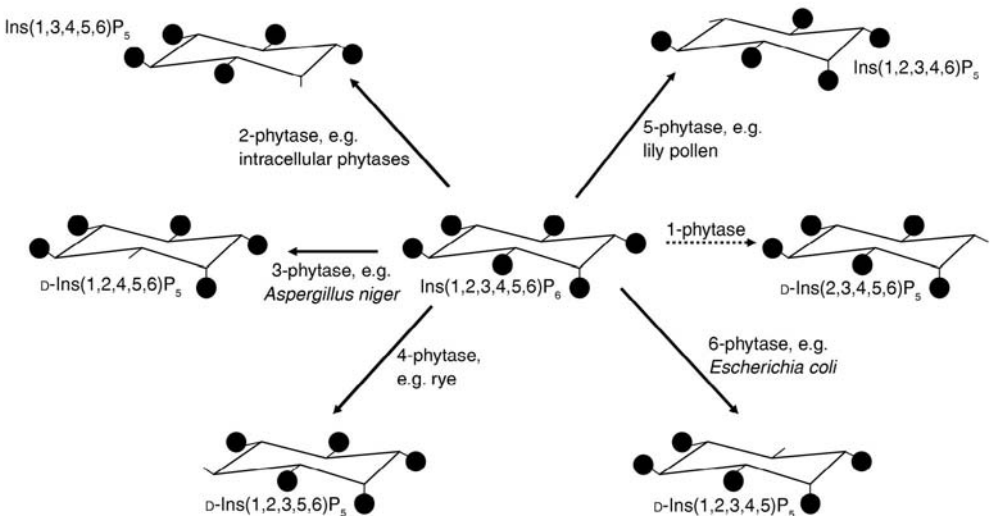 Ins(1,3,4,5,6)P₅
Ins(1,2,3,4,6)P₅
2-phytase, e.g.
intracellular phytases
5-phytase, e.g.
lily pollen
1-phytase
D-Ins(1,2,4,5,6)P₅
3-phytase, e.g.
Aspergillus niger
Ins(1,2,3,4,5,6)P₆
D-Ins(2,3,4,5,6)P₅
4-phytase,
e.g. rye
6-phytase, e.g.
Escherichia coli
D-Ins(1,2,3,5,6)P₅
D-Ins(1,2,3,4,5)P₅